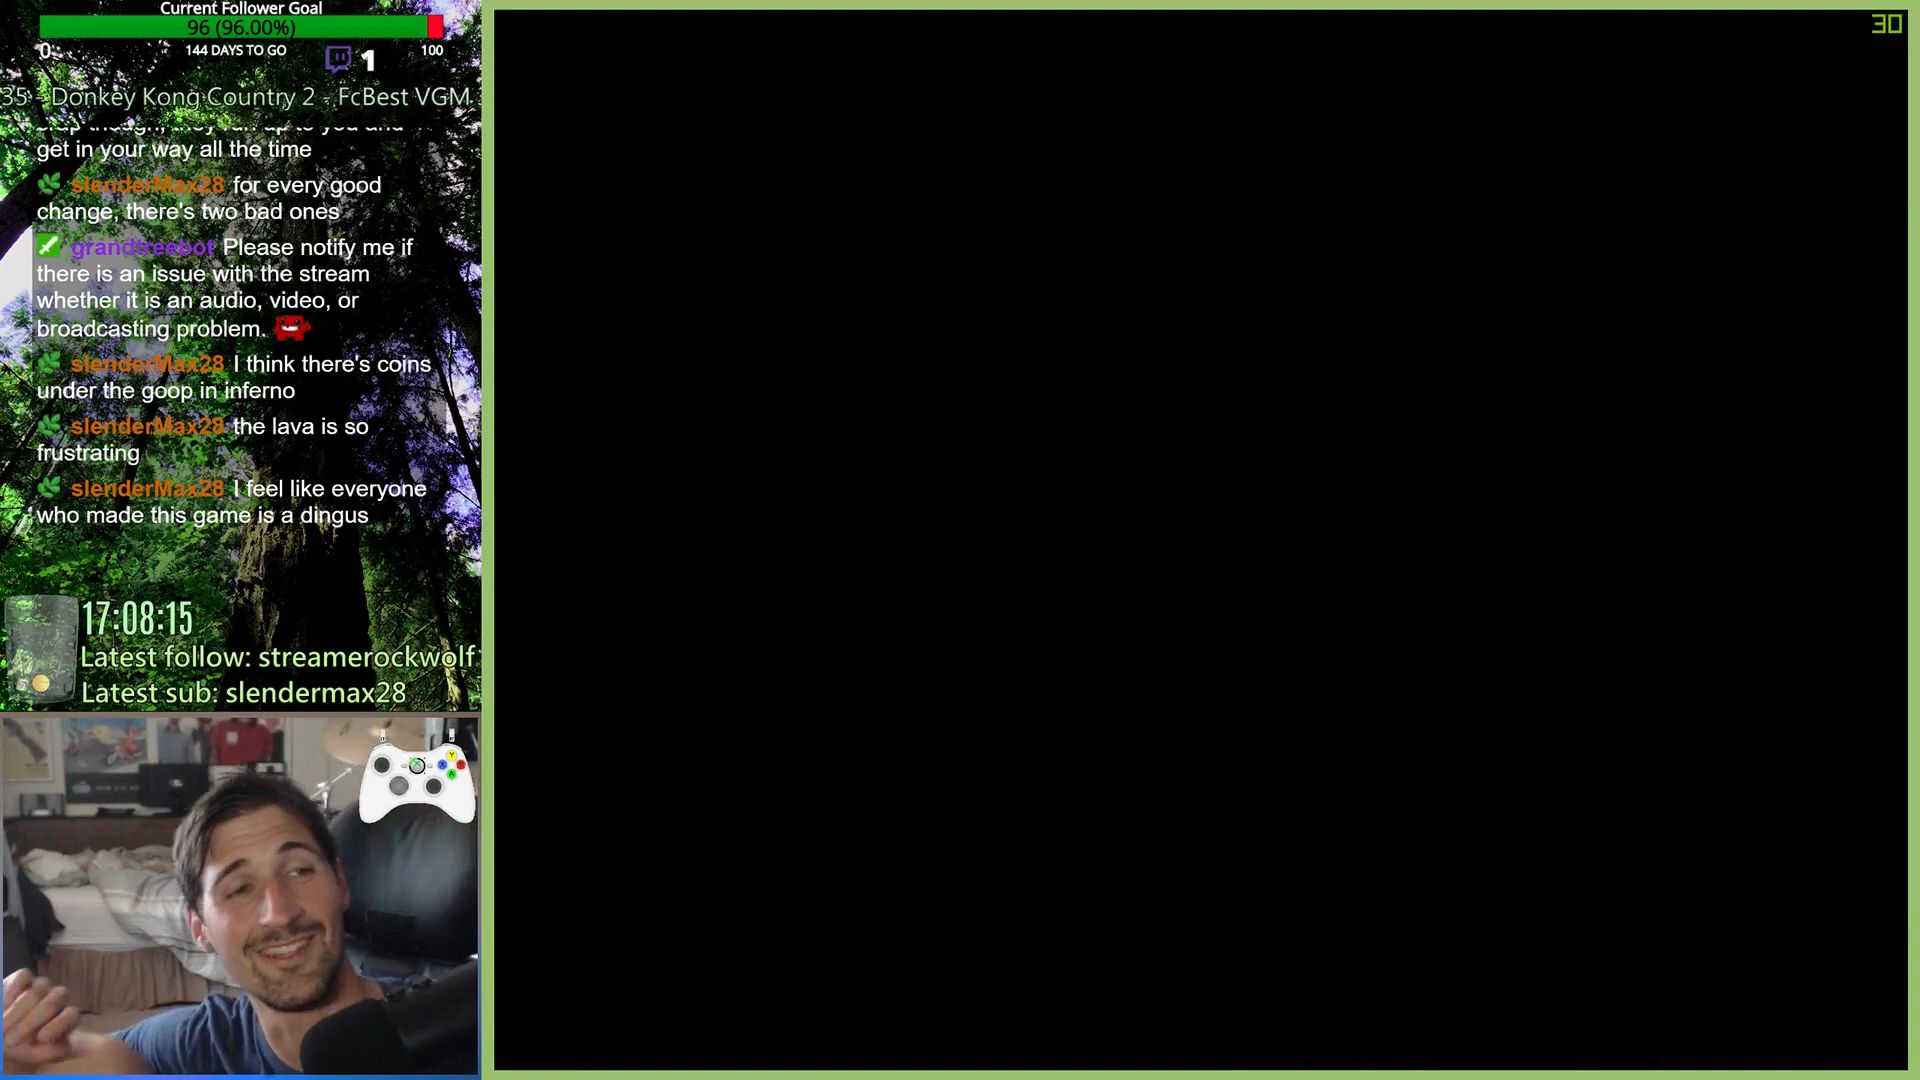 Current Follower Goal
96 (96.00%)
0
144 DAYS TO GO
100
1
35 - Donkey Kong Country 2 - FcBest VGM
get in your way all the time
slenderMax28 for every good
change, there's two bad ones
grandtreebot Please notify me if
there is an issue with the stream
whether it is an audio, video, or
broadcasting problem.
slenderMax28 I think there's coins
under the goop in inferno
slenderMax28 the lava is so
frustrating
slenderMax28 I feel like everyone
who made this game is a dingus
17:08:15
Latest follow: streamerockwolf
Latest sub: slendermax28
Y
X
B
A
30